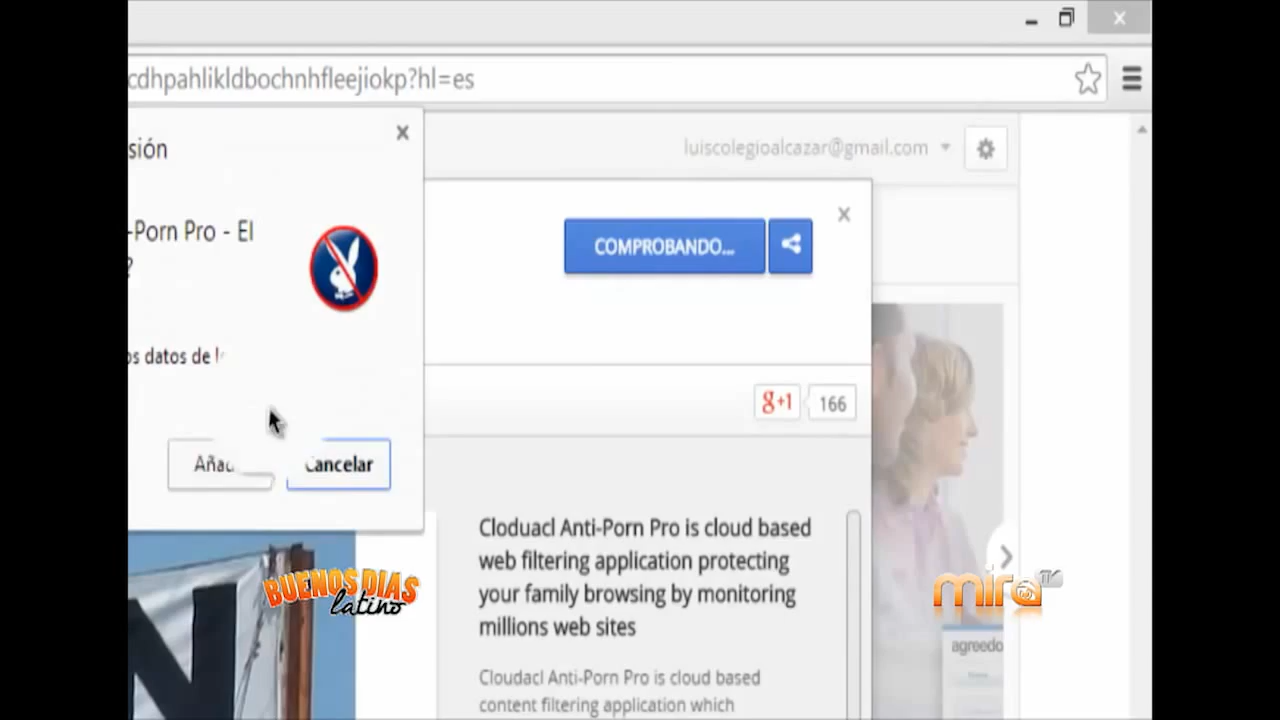 cdhpahlikldbochnhfleejiokp?hl=es
sión
luiscolegioalcazar@gmail.com
-Porn Pro - El
?
COMPROBANDO...
os datos de l
g+1
166
Aña
Cancelar
Cloduacl Anti-Porn Pro is cloud based
web filtering application protecting
your family browsing by monitoring
millions web sites
Cloudacl Anti-Porn Pro is cloud based
content filtering application which
N
BUENOS DIAS
latino
mira TV
agreedo